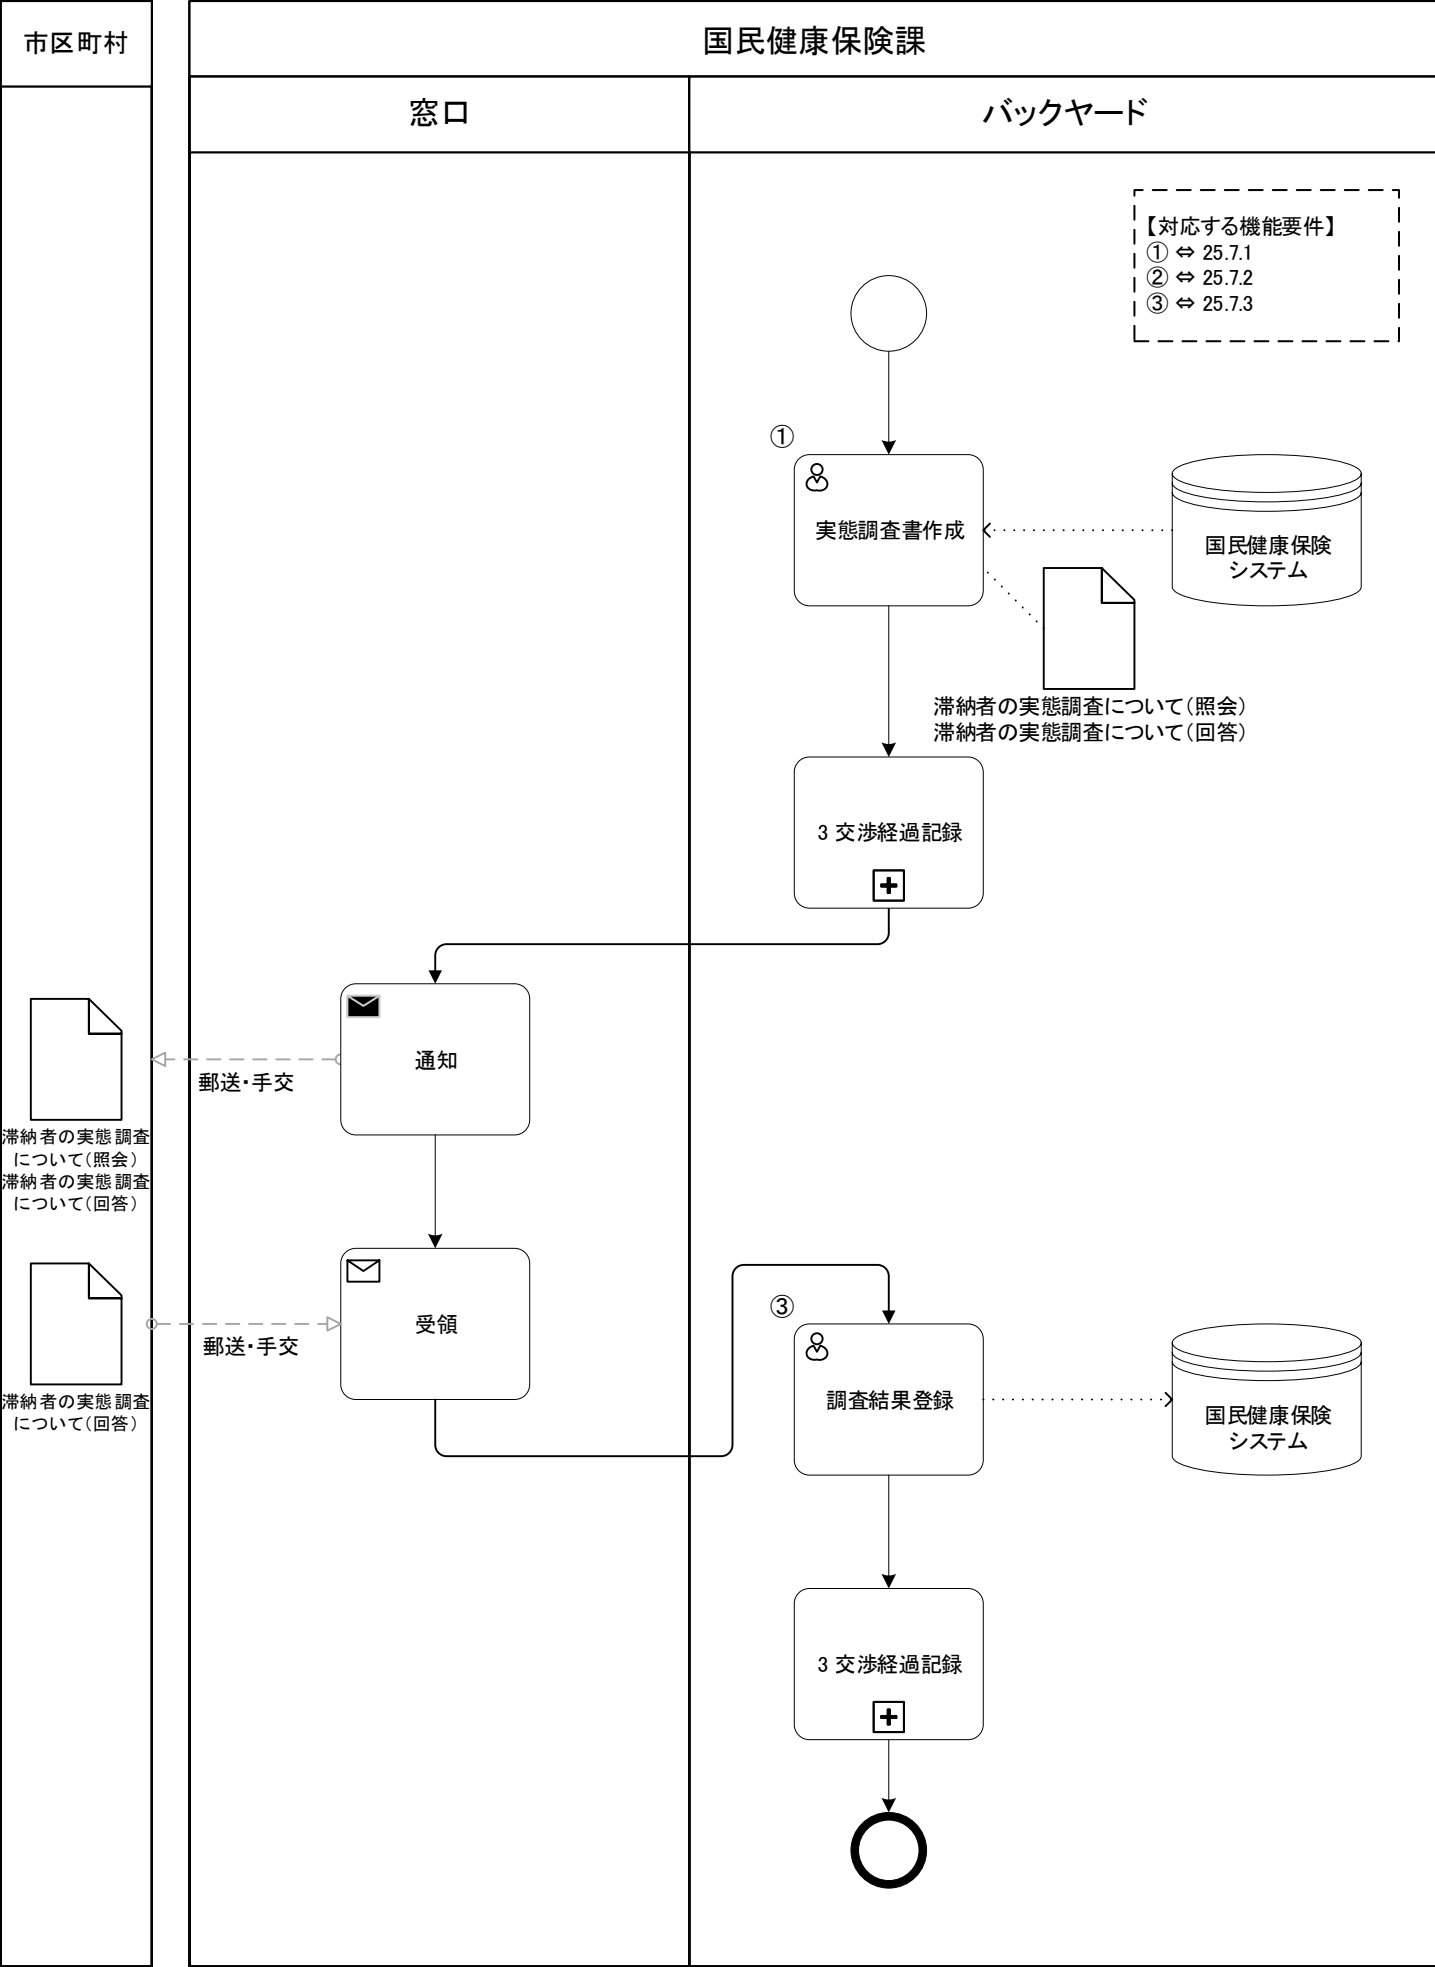 市区町村
国民健康保険課
窓口
バックヤード
【対応する機能要件】
① ⇔ 25.7.1
② ⇔ 25.7.2
③ ⇔ 25.7.3
①
実態調査書作成
国民健康保険
システム
滞納者の実態調査について(照会)
滞納者の実態調査について(回答)
3 交渉経過記録
通知
郵送・手交
滞納者の実態調査
について(照会)
滞納者の実態調査
について(回答)
受領
郵送・手交
滞納者の実態調査
について(回答)
③
調査結果登録
国民健康保険
システム
3 交渉経過記録